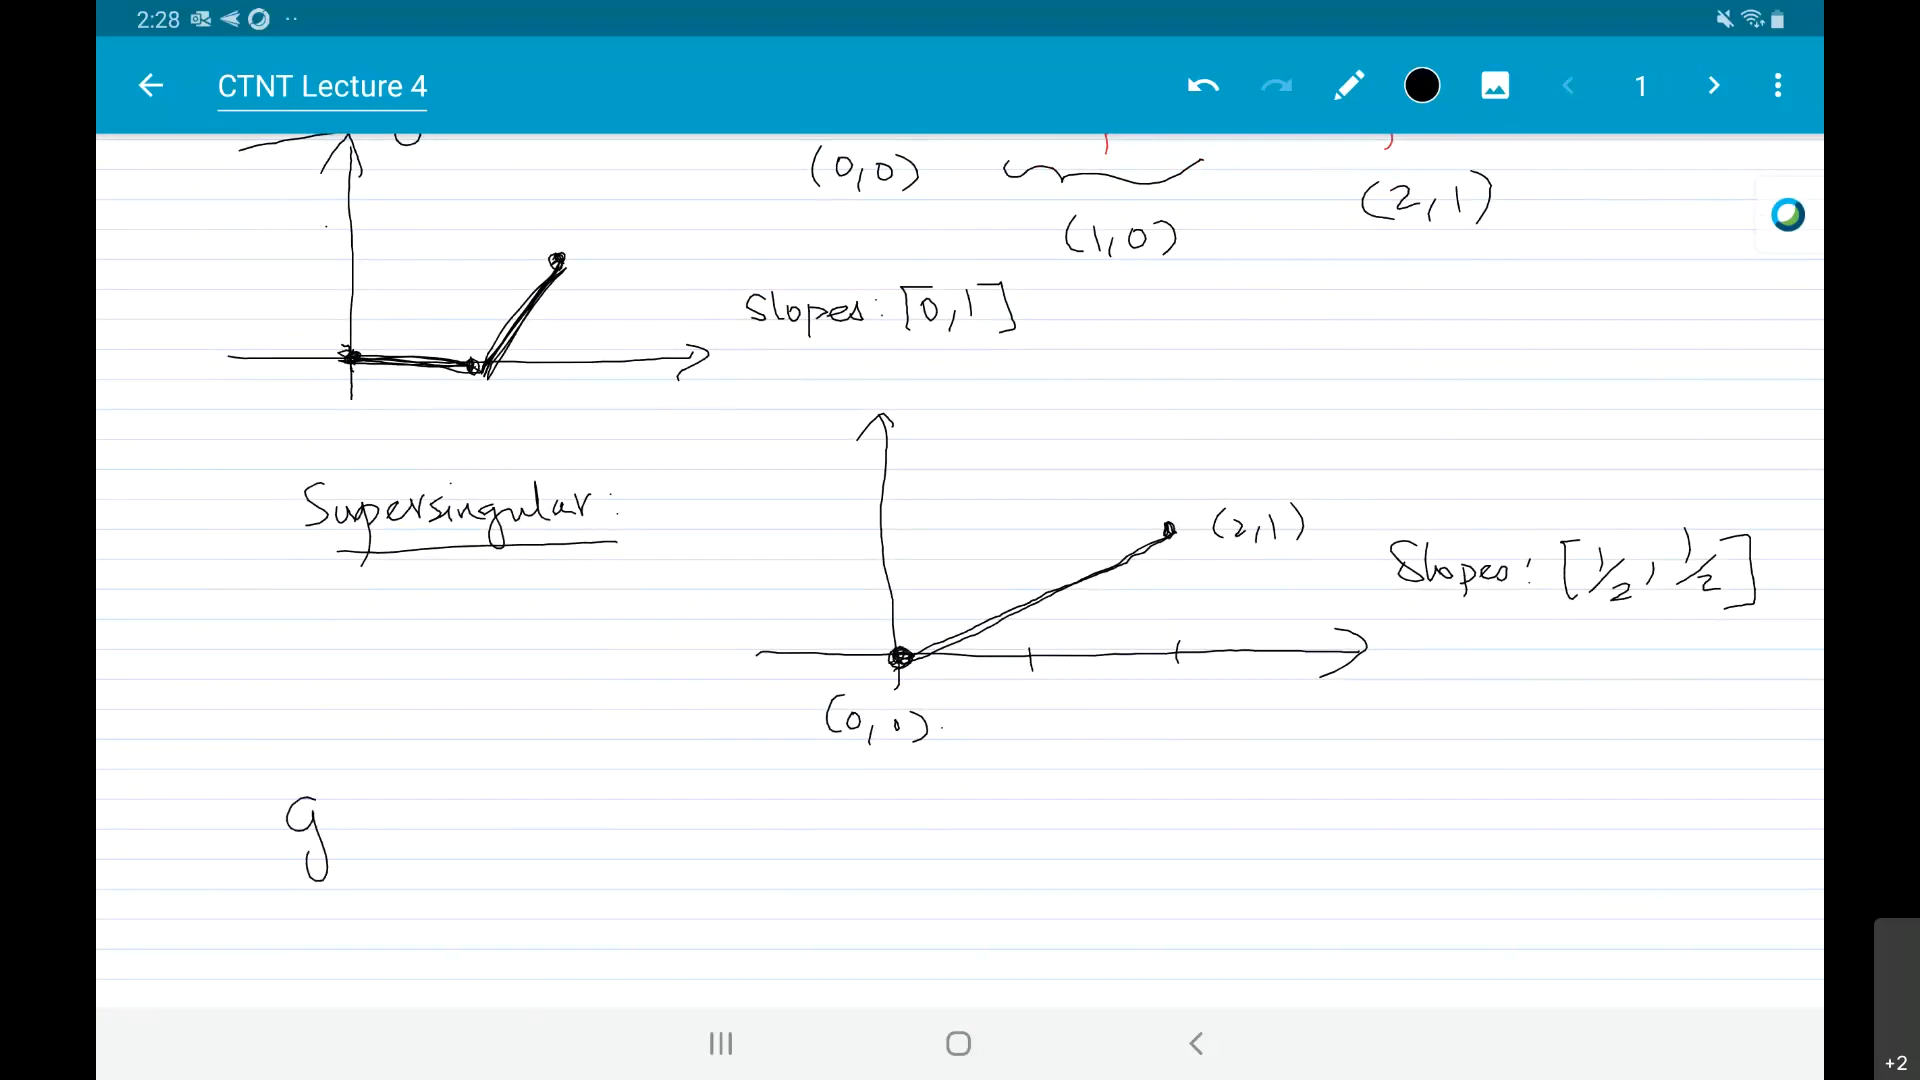 2:28
CTNT Lecture 4
1
(0,0)
(2,1)
(1,0)
Slopes: [0,1]
Supersingular:
(2,1)
Slopes: [1/2, 1/2]
(0,0).
g
+2